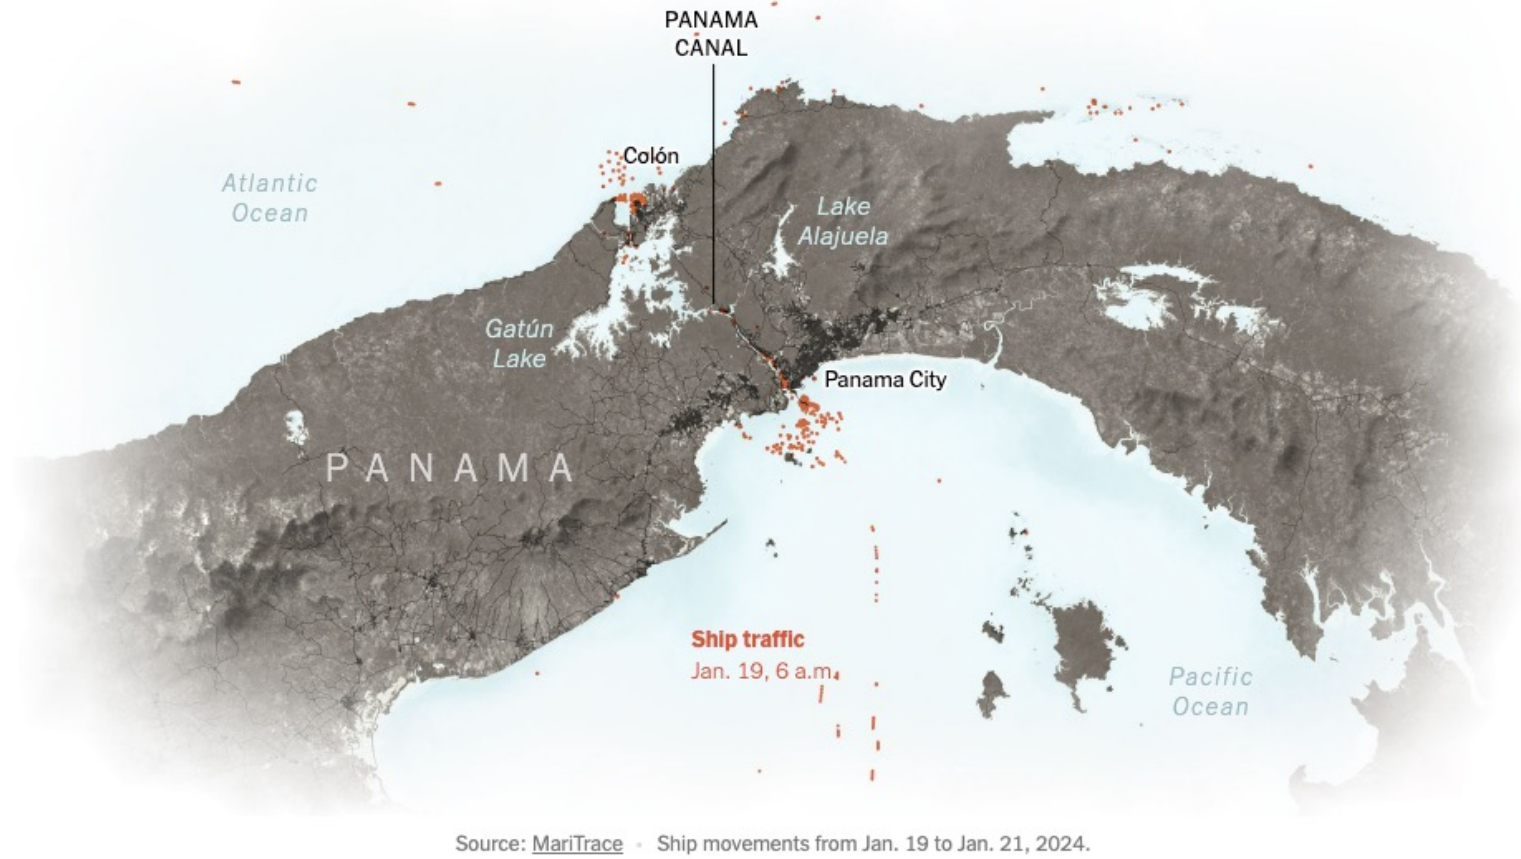 PANAMA
CANAL
Colón
Atlantic
Ocean
Lake
Alajuela
Gatún
Lake
Panama City
PANAMA
Ship traffic
Jan. 19, 6 a.m.
Pacific
Ocean
Source: MariTrace • Ship movements from Jan. 19 to Jan. 21, 2024.